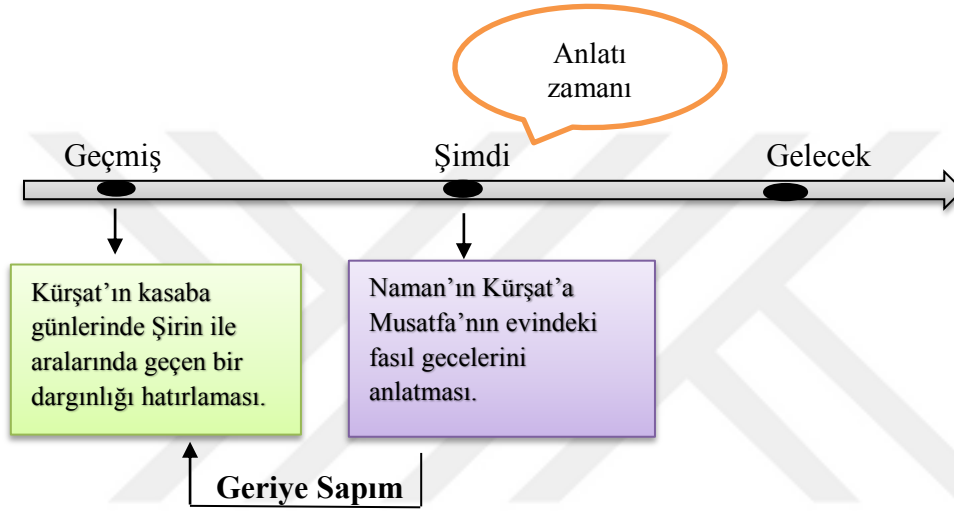 Anlatı
zamanı
Geçmiş
Şimdi
Gelecek
Kürşat’ın kasaba
günlerinde Şirin ile
aralarında geçen bir
dargınlığı hatırlaması.
Naman’ın Kürşat’a
Musatfa’nın evindeki
fasıl gecelerini
anlatması.
Geriye Sapım